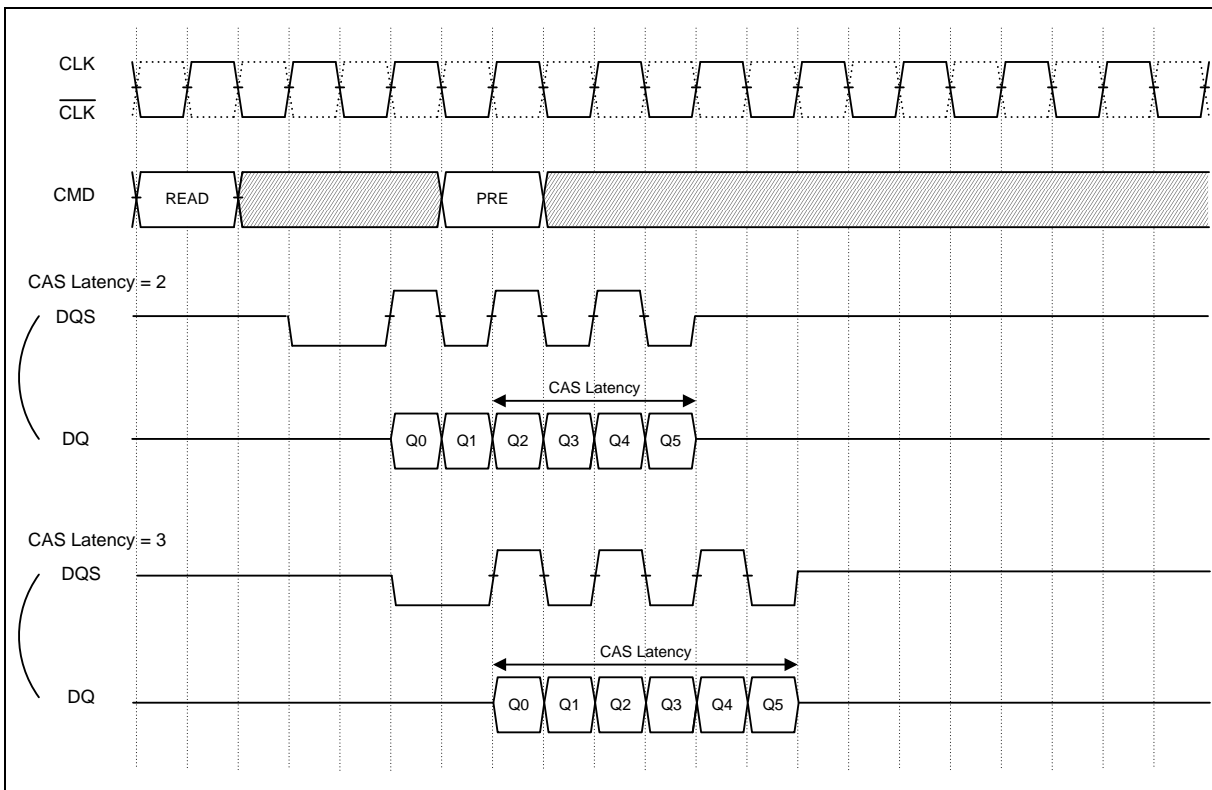 CLK
CLK
CMD
READ
PRE
CAS Latency = 2
DQS
CAS Latency
DQ
Q0 Q1 Q2 Q3 Q4 Q5
CAS Latency = 3
DQS
CAS Latency
DQ
Q0 Q1 Q2 Q3 Q4 Q5